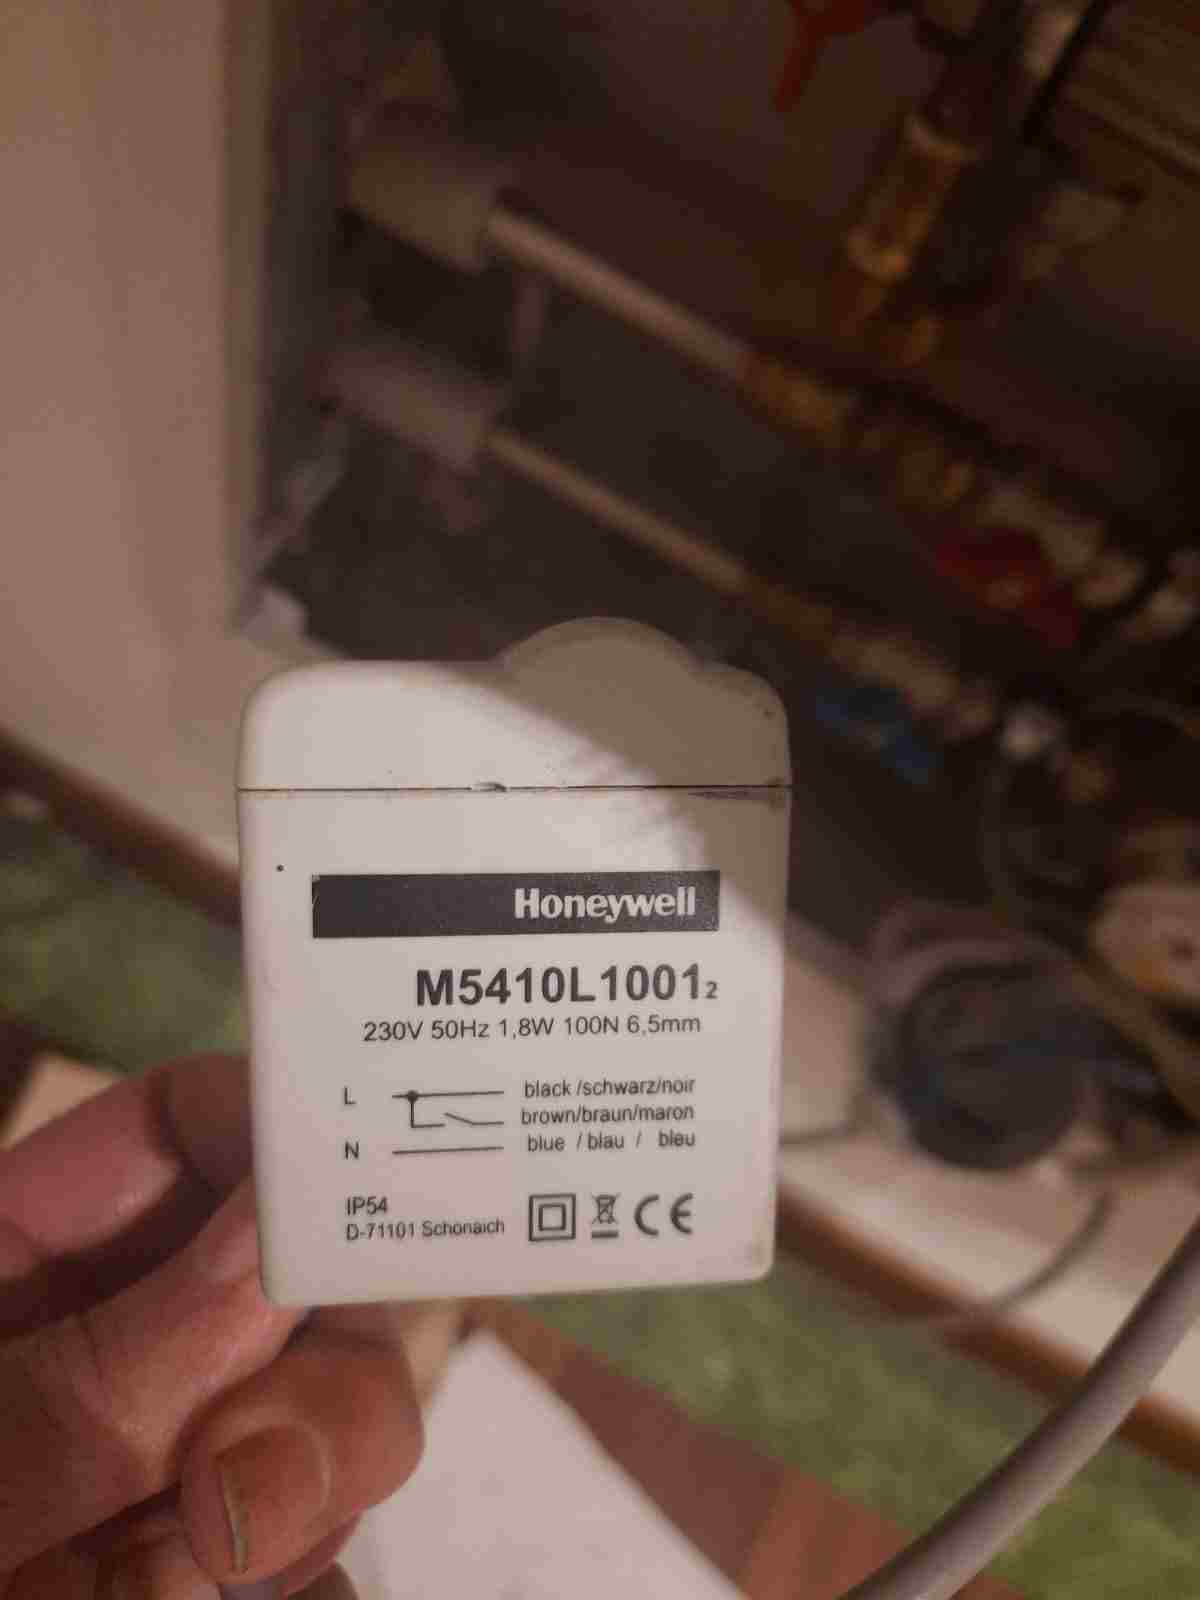 Honeywell
M5410L1001 2
230V 50Hz 1,8W 100N 6,5mm
L black /schwarz/noir
brown/braun/maron
N blue / blau / bleu
IP54
D-71101 Schönaich
CE